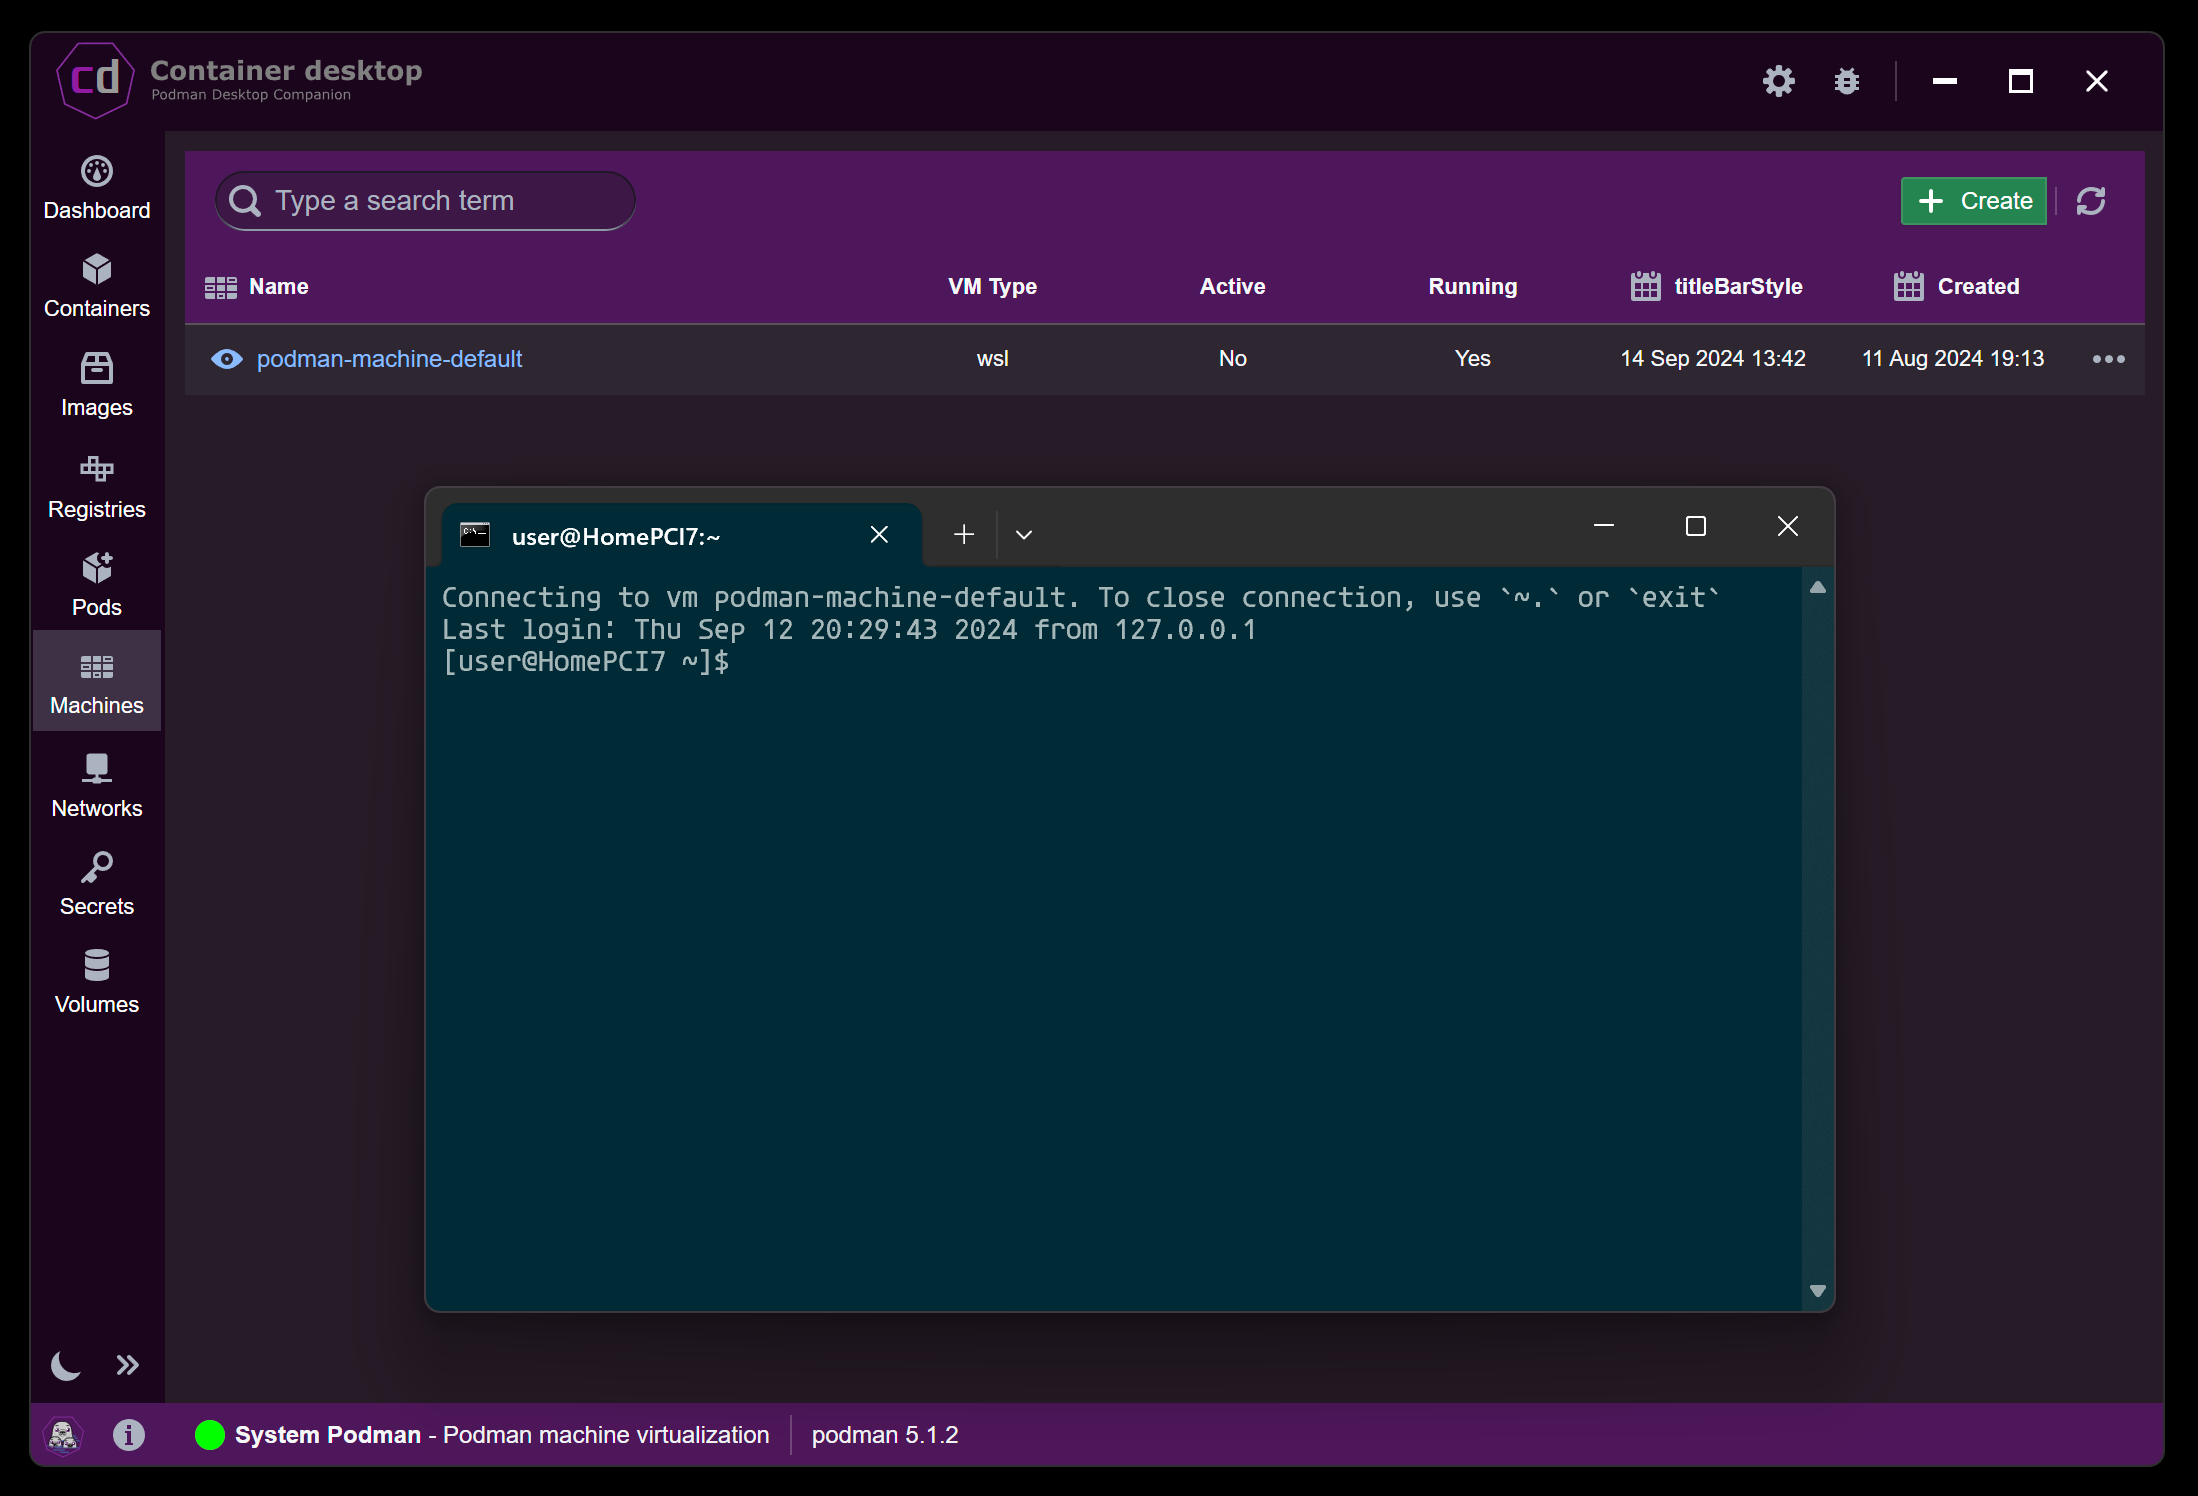 cd Container desktop
Podman Desktop Companion
Dashboard
Containers
Images
Registries
Pods
Machines
Networks
Secrets
Volumes
Type a search term
Create
Name VM Type Active Running titleBarStyle Created
podman-machine-default wsl No Yes 14 Sep 2024 13:42 11 Aug 2024 19:13
user@HomePCI7:~
Connecting to vm podman-machine-default. To close connection, use `~.` or `exit`
Last login: Thu Sep 12 20:29:43 2024 from 127.0.0.1
[user@HomePCI7 ~]$
System Podman - Podman machine virtualization podman 5.1.2